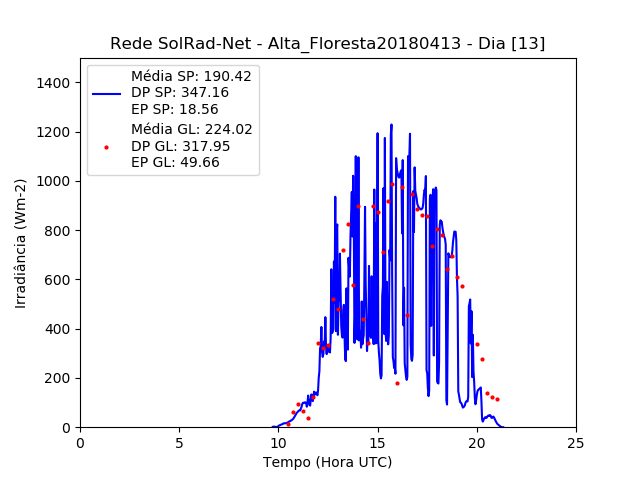 Rede SolRad-Net - Alta_Floresta20180413 - Dia [13]
Média SP: 190.42
DP SP: 347.16
EP SP: 18.56
Média GL: 224.02
DP GL: 317.95
EP GL: 49.66
1400
1200
1000
800
600
400
200
0
Irradiância (Wm-2)
0 5 10 15 20 25
Tempo (Hora UTC)